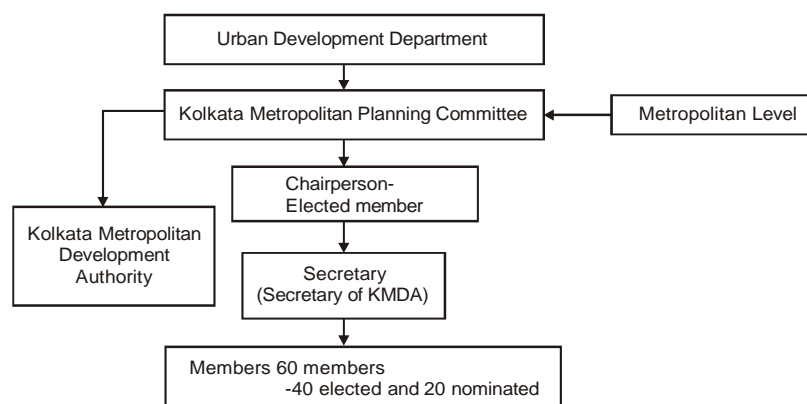 Urban Development Department
Kolkata Metropolitan Planning Committee
Metropolitan Level
Chairperson-
Elected member
Kolkata Metropolitan
Development
Authority
Secretary
(Secretary of KMDA)
Members 60 members
-40 elected and 20 nominated